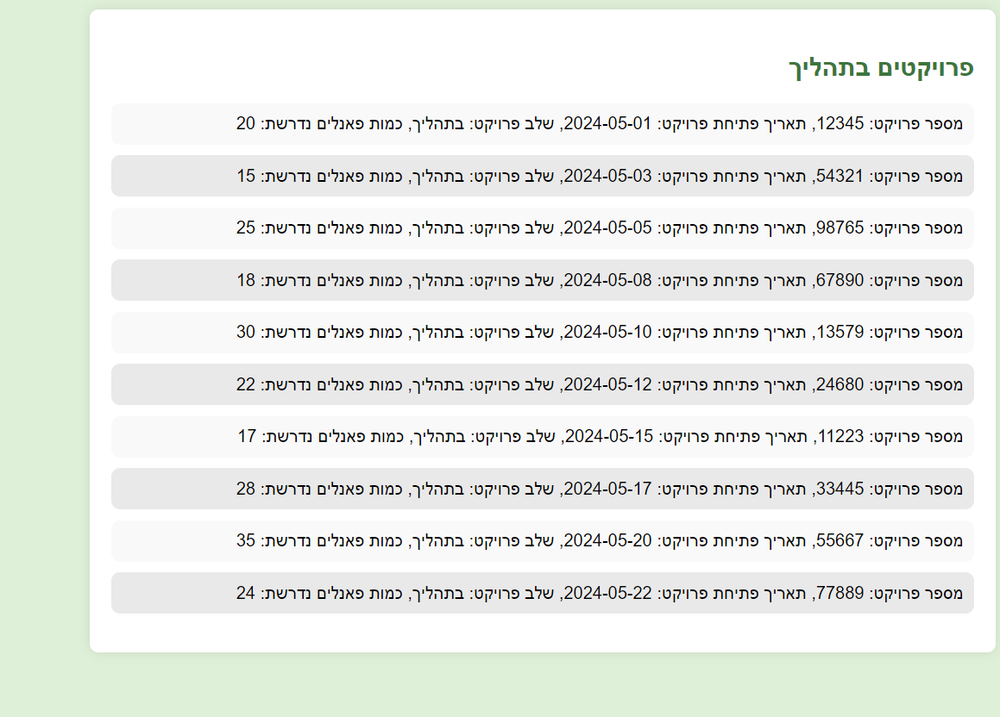 פרויקטים בתהליך
מספר פרויקט: 12345, תאריך פתיחת פרויקט: 2024-05-01, שלב פרויקט: בתהליך, כמות פאנלים נדרשת: 20
מספר פרויקט: 54321, תאריך פתיחת פרויקט: 2024-05-03, שלב פרויקט: בתהליך, כמות פאנלים נדרשת: 15
מספר פרויקט: 98765, תאריך פתיחת פרויקט: 2024-05-05, שלב פרויקט: בתהליך, כמות פאנלים נדרשת: 25
מספר פרויקט: 67890, תאריך פתיחת פרויקט: 2024-05-08, שלב פרויקט: בתהליך, כמות פאנלים נדרשת: 18
מספר פרויקט: 13579, תאריך פתיחת פרויקט: 2024-05-10, שלב פרויקט: בתהליך, כמות פאנלים נדרשת: 30
מספר פרויקט: 24680, תאריך פתיחת פרויקט: 2024-05-12, שלב פרויקט: בתהליך, כמות פאנלים נדרשת: 22
מספר פרויקט: 11223, תאריך פתיחת פרויקט: 2024-05-15, שלב פרויקט: בתהליך, כמות פאנלים נדרשת: 17
מספר פרויקט: 33445, תאריך פתיחת פרויקט: 2024-05-17, שלב פרויקט: בתהליך, כמות פאנלים נדרשת: 28
מספר פרויקט: 55667, תאריך פתיחת פרויקט: 2024-05-20, שלב פרויקט: בתהליך, כמות פאנלים נדרשת: 35
מספר פרויקט: 77889, תאריך פתיחת פרויקט: 2024-05-22, שלב פרויקט: בתהליך, כמות פאנלים נדרשת: 24